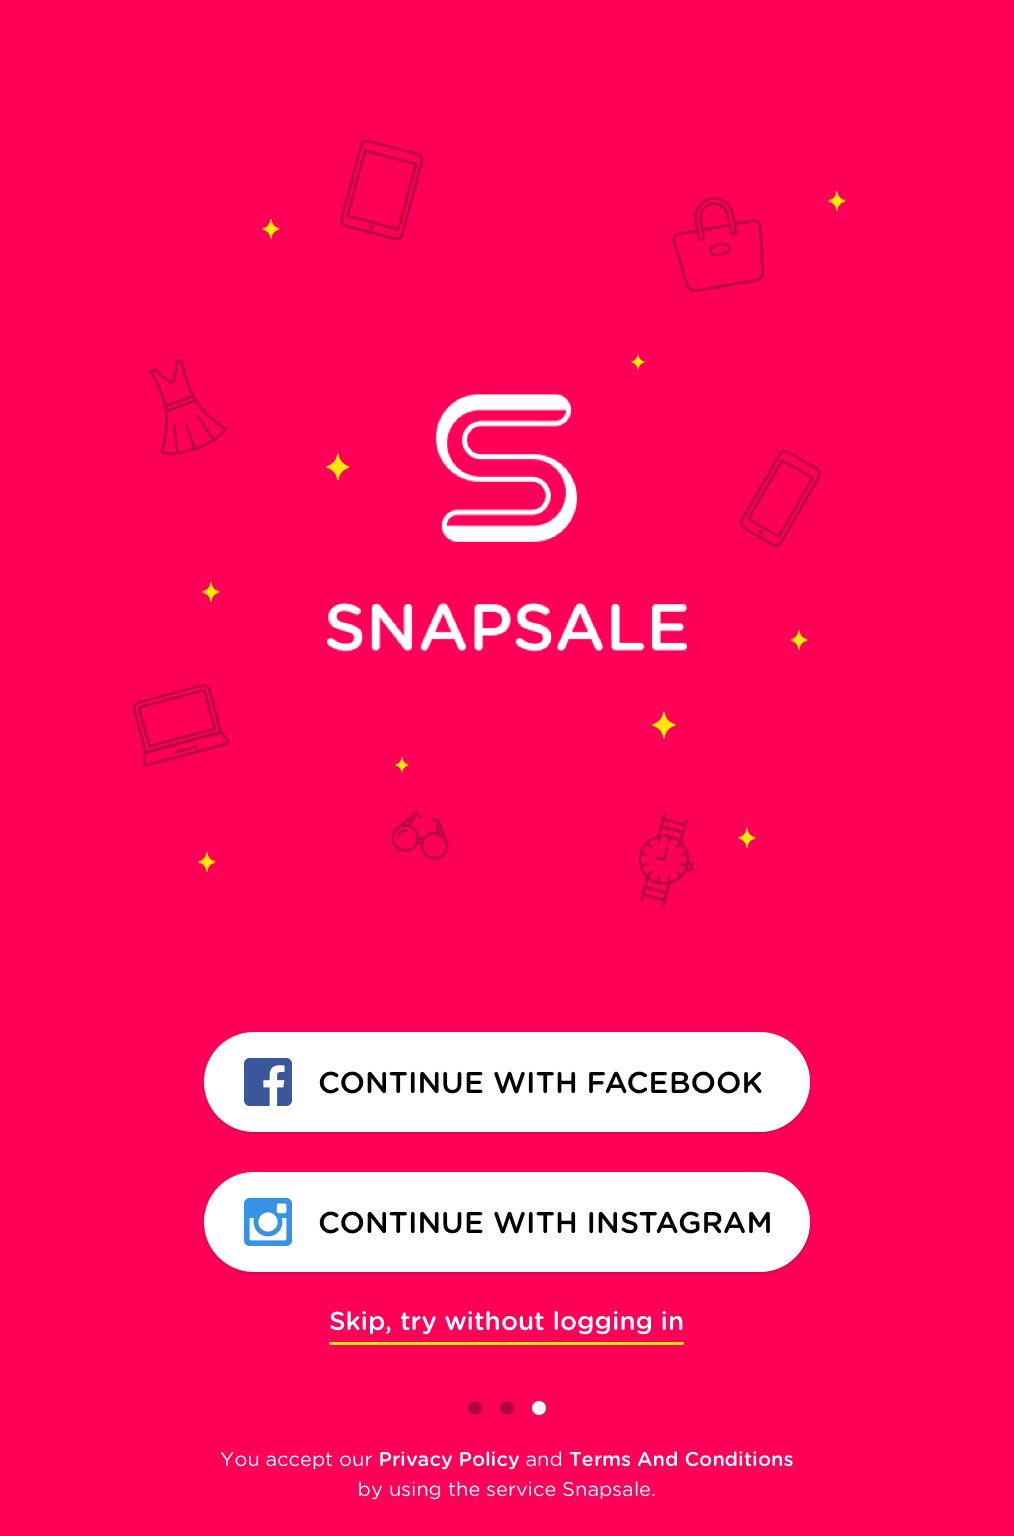 SNAPSALE
CONTINUE WITH FACEBOOK
CONTINUE WITH INSTAGRAM
Skip, try without logging in
You accept our Privacy Policy and Terms And Conditions
by using the service Snapsale.